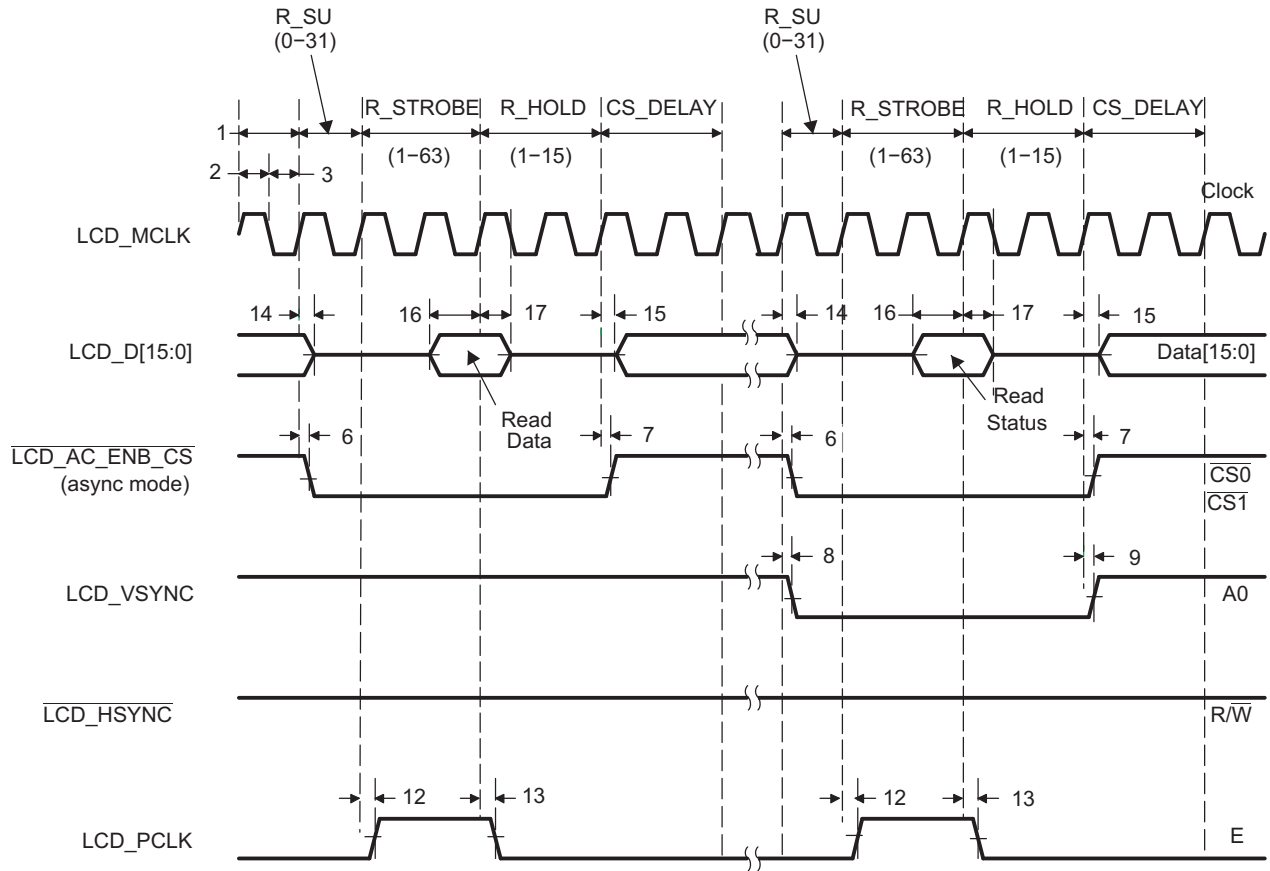 R_SU
(0−31)
R_SU
(0−31)
R_STROBE
R_HOLD
CS_DELAY
R_STROBE
R_HOLD
CS_DELAY
1
(1−63)
(1−15)
(1−63)
(1−15)
2
3
Clock
LCD_MCLK
14
16
17
15
14
16
17
15
LCD_D[15:0]
Data[15:0]
Read
Data
Read
Status
6
7
6
7
LCD_AC_ENB_CS
(async mode)
CS0
CS1
8
9
LCD_VSYNC
A0
LCD_HSYNC
R/W
12
13
12
13
LCD_PCLK
E